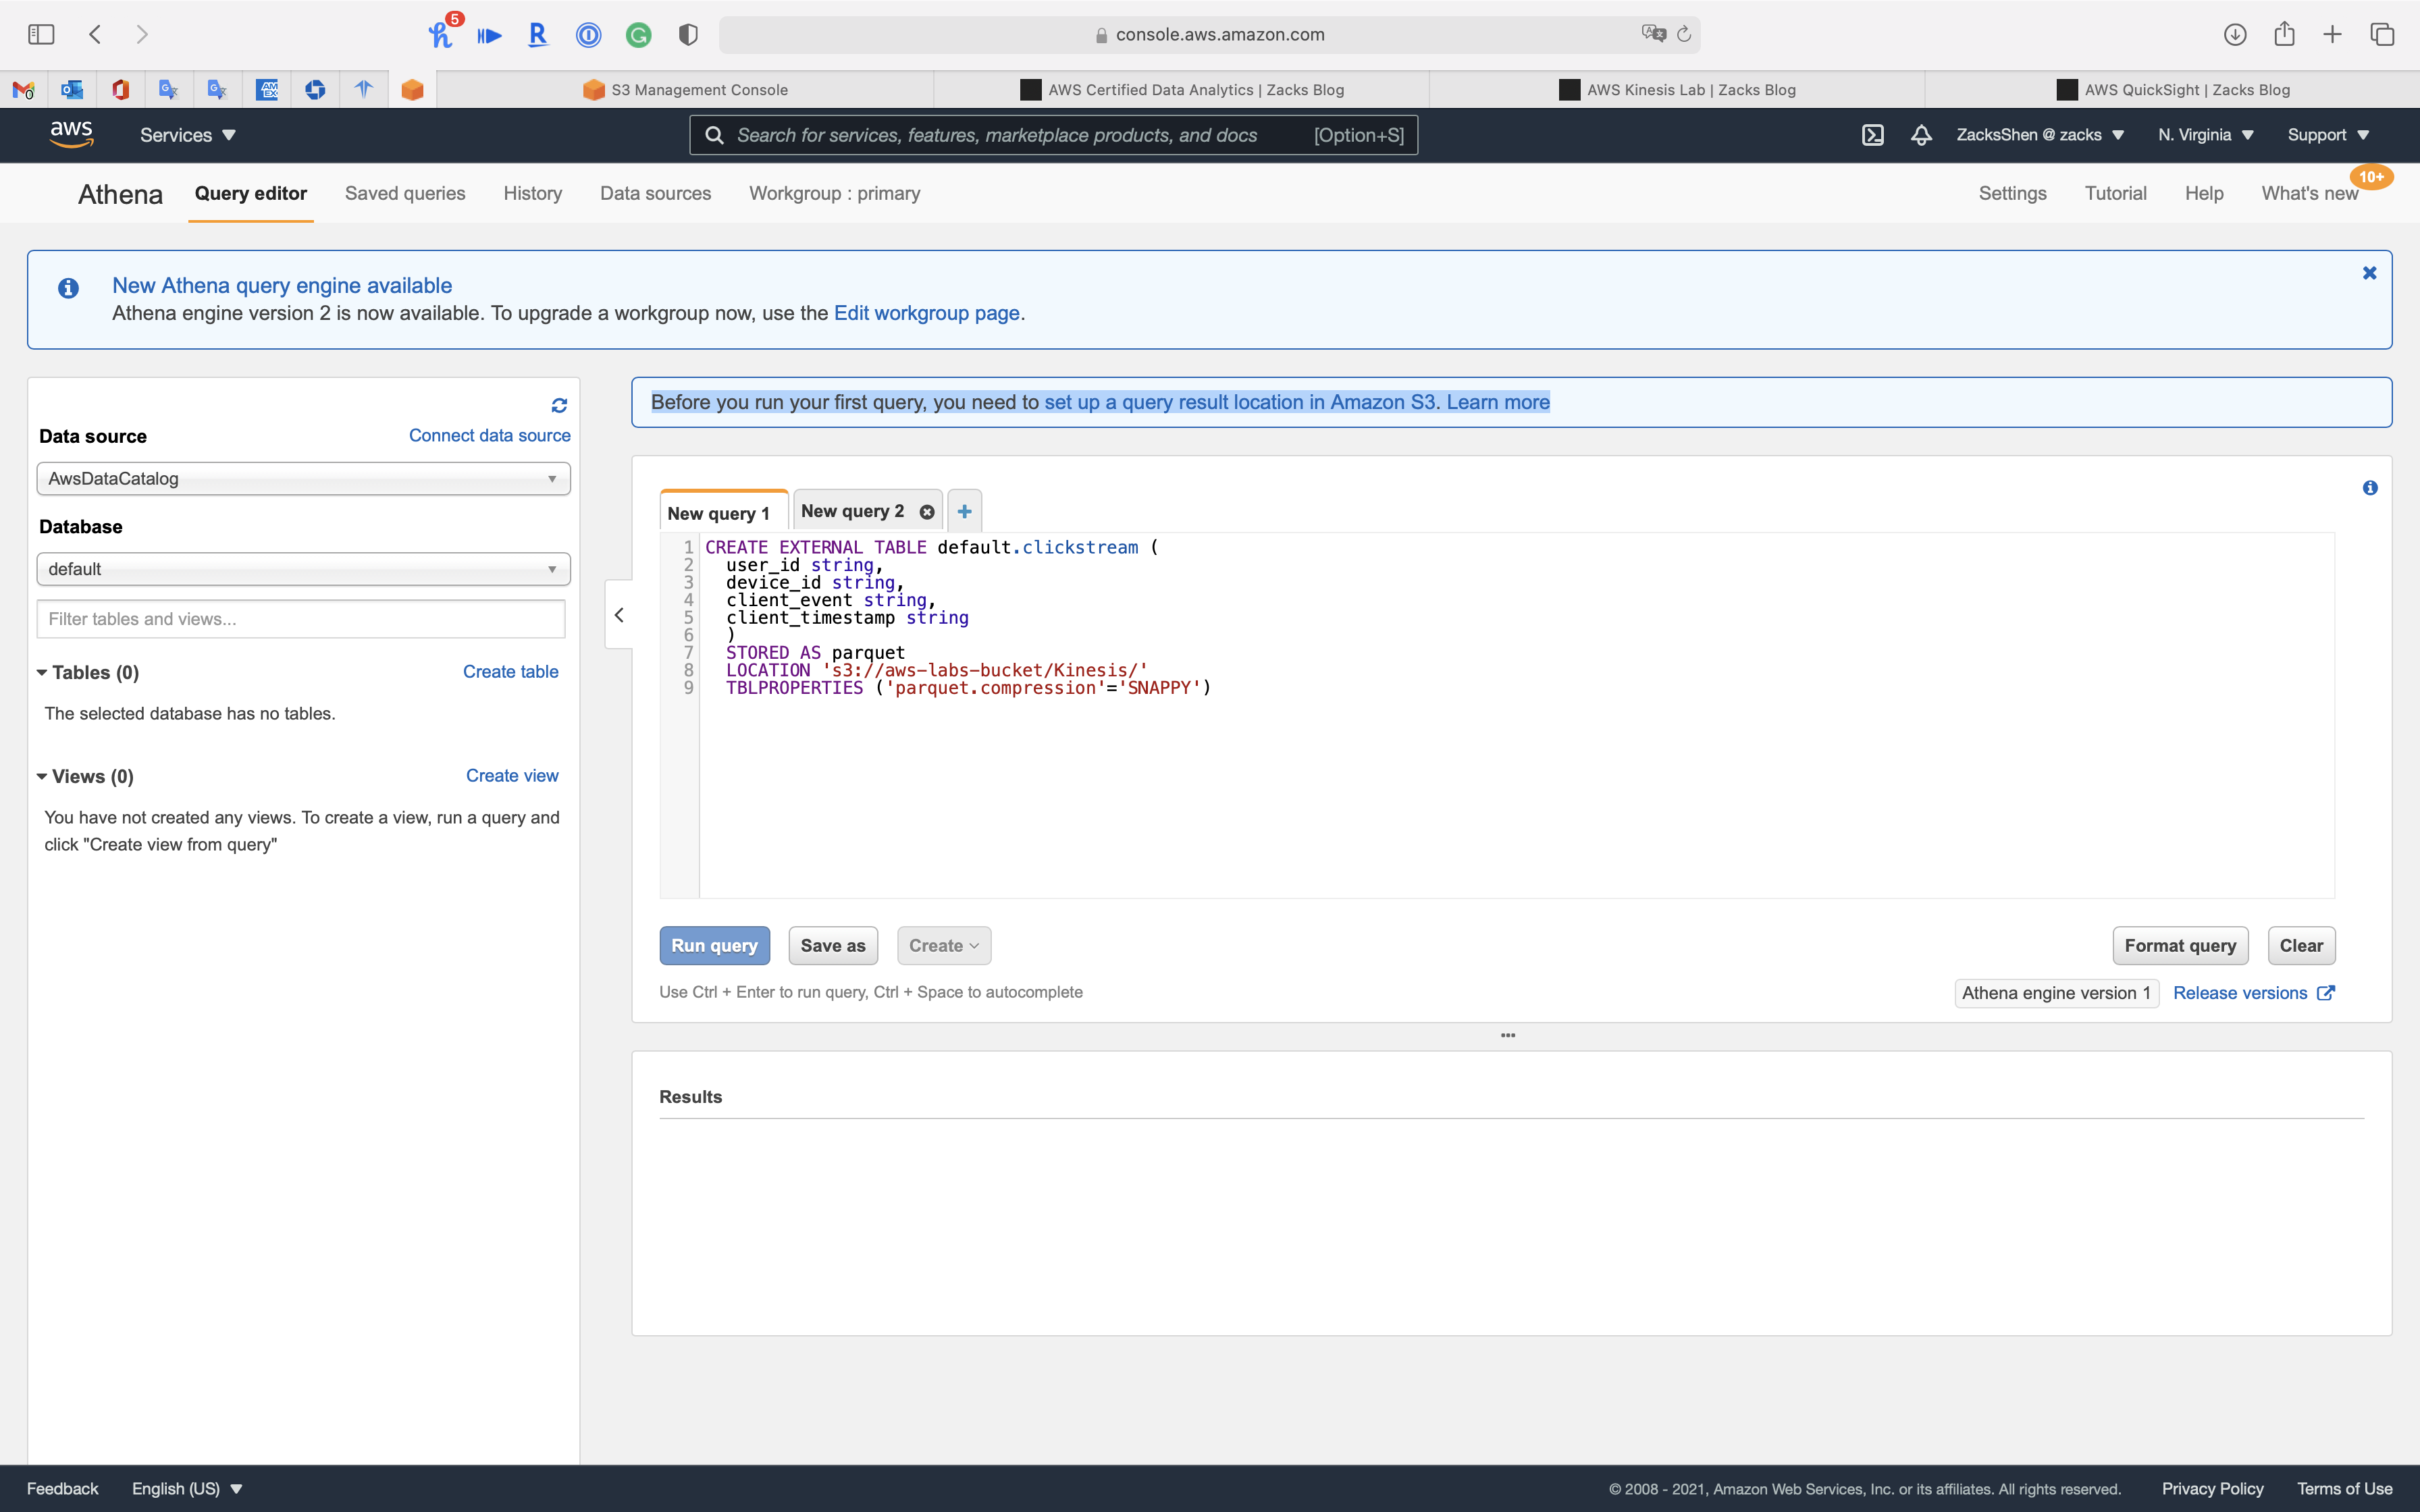 5
console.aws.amazon.com
S3 Management Console
AWS Certified Data Analytics | Zacks Blog
AWS Kinesis Lab | Zacks Blog
AWS QuickSight | Zacks Blog
aws
Services
Search for services, features, marketplace products, and docs
[Option+S]
ZacksShen @ zacks
N. Virginia
Support
Athena
Query editor
Saved queries
History
Data sources
Workgroup : primary
Settings
Tutorial
Help
What's new
10+
New Athena query engine available
Athena engine version 2 is now available. To upgrade a workgroup now, use the Edit workgroup page.
Data source
Connect data source
AwsDataCatalog
Database
default
Filter tables and views...
Tables (0)
Create table
The selected database has no tables.
Views (0)
Create view
You have not created any views. To create a view, run a query and
click "Create view from query"
Before you run your first query, you need to set up a query result location in Amazon S3. Learn more
New query 1
New query 2
1 CREATE EXTERNAL TABLE default.clickstream (
2 user_id string,
3 device_id string,
4 client_event string,
5 client_timestamp string
6 )
7 STORED AS parquet
8 LOCATION 's3://aws-labs-bucket/Kinesis/'
9 TBLPROPERTIES ('parquet.compression'='SNAPPY')
Run query
Save as
Create
Format query
Clear
Use Ctrl + Enter to run query, Ctrl + Space to autocomplete
Athena engine version 1
Release versions
Results
Feedback
English (US)
© 2008 - 2021, Amazon Web Services, Inc. or its affiliates. All rights reserved.
Privacy Policy
Terms of Use